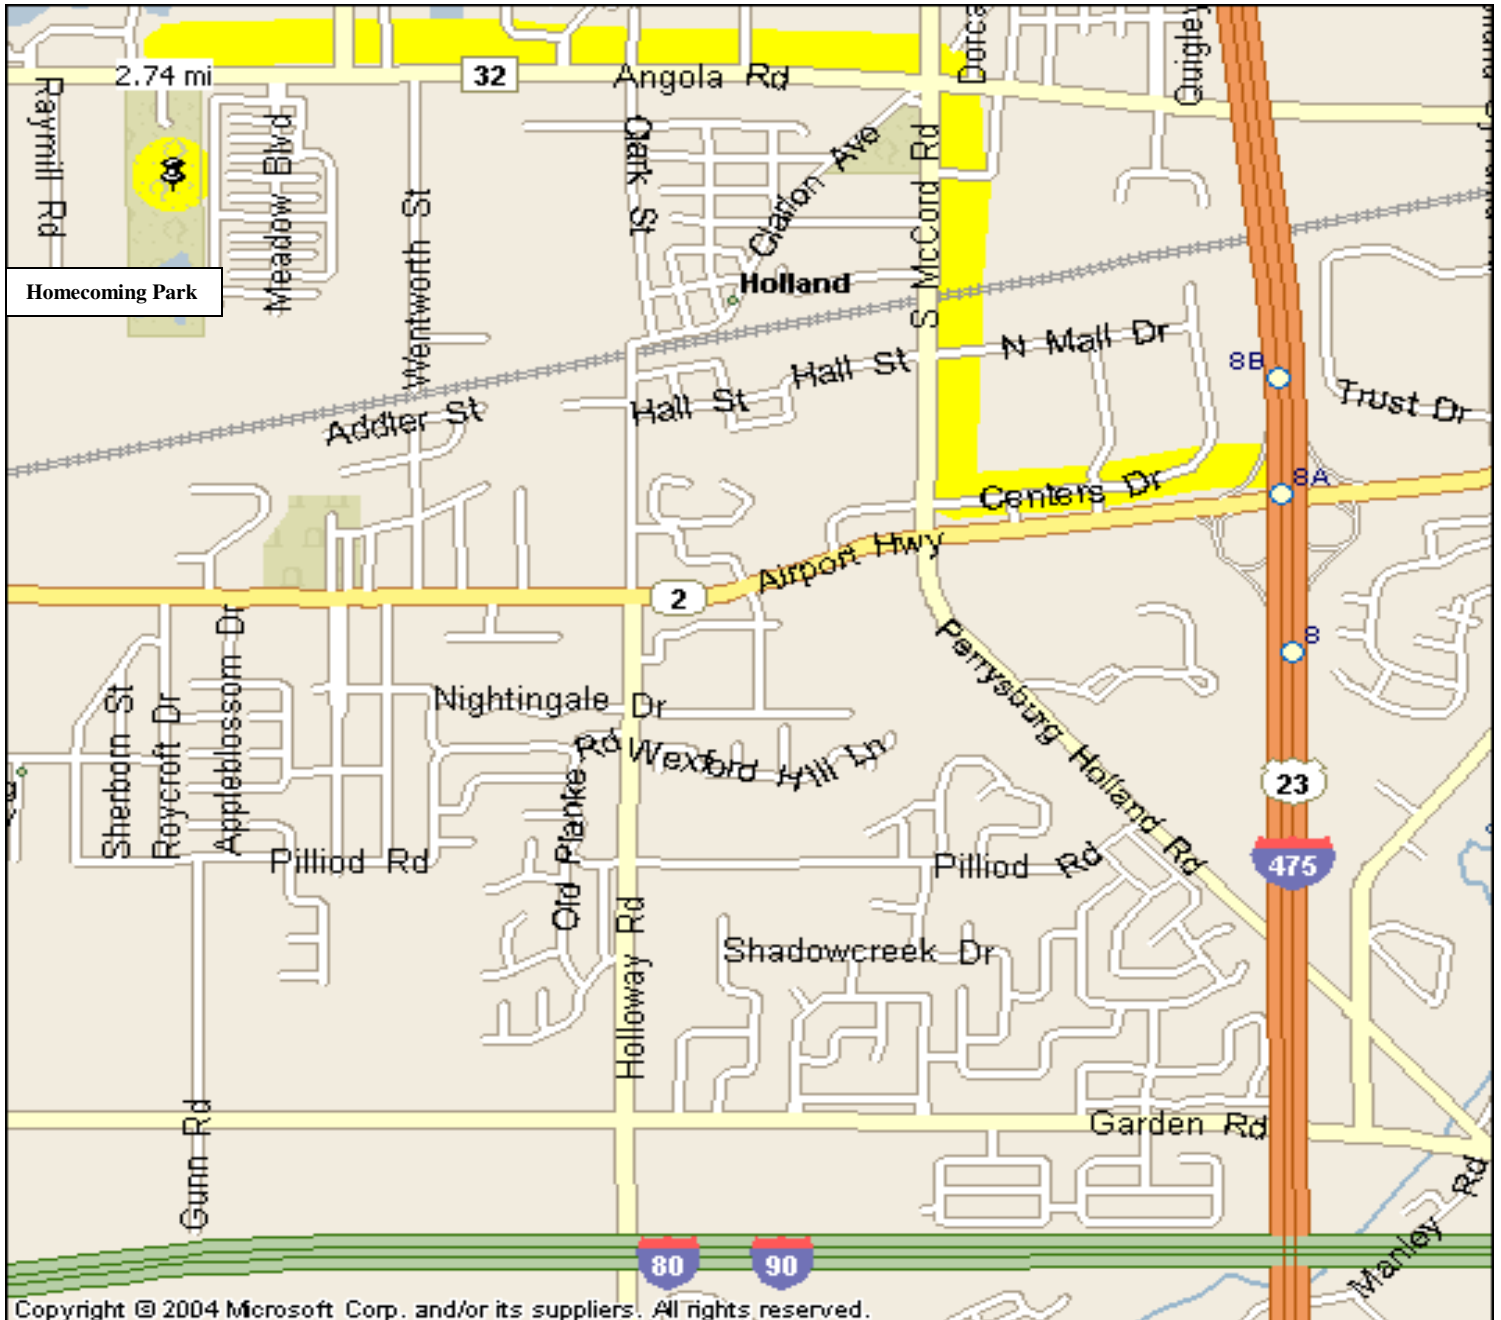 Dorca
Quigley
2.74 mi
32
Angola Rd
Raymill Rd
Meadow Blvd
Wentworth St
Clark St
Clarion Ave
S McCord Rd
Holland
Homecoming Park
N Mall Dr
Hall St
Hall St
8B
Trust Dr
Addler St
8A
Centers Dr
Airport Hwy
2
8
Perrysburg Holland Rd
Sherborn St
Roycroft Dr
Appleblossom Dr
Nightingale Dr
Rd
Wexford Hill Ln
Old Planke
23
475
Pilliod Rd
Pilliod Rd
Shadowcreek Dr
Holloway Rd
Gunn Rd
Garden Rd
Rd
Manley
80
90
Copyright © 2004 Microsoft Corp. and/or its suppliers. All rights reserved.